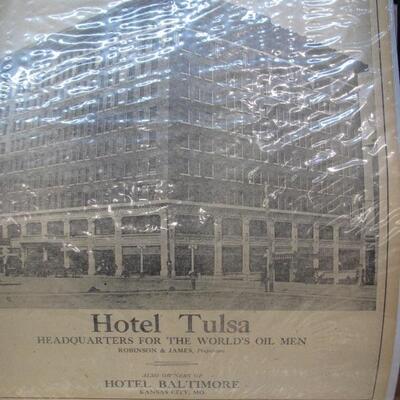 Hotel Tulsa
HEADQUARTERS FOR THE WORLD'S OIL MEN
ROBINSON & JAMES, Proprietors
ALSO OWNERS OF
HOTEL BALTIMORE
KANSAS CITY, MO.